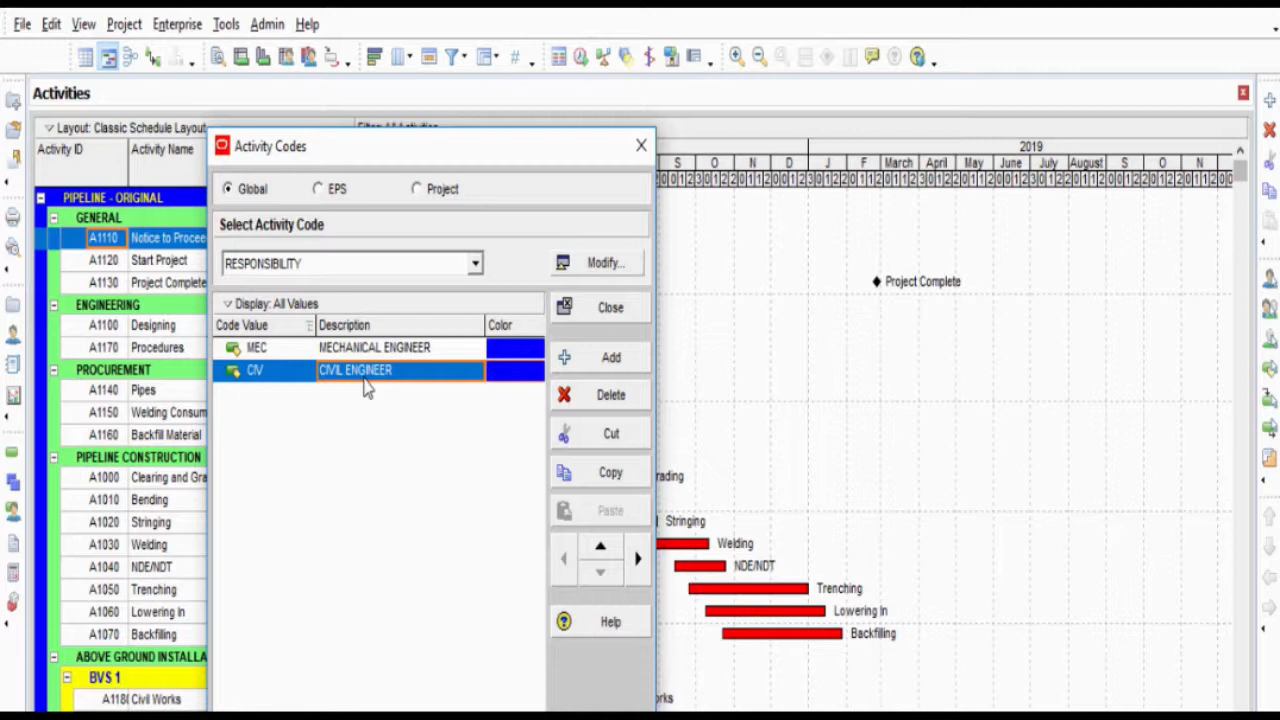 File Edit View Project Enterprise Tools Admin Help
Activities
Layout: Classic Schedule Layout
Filter: All Activities
Activity ID Activity Name
2019
S O N D J F March April May June July August S O N
PIPELINE - ORIGINAL
GENERAL
A1110 Notice to Procee
A1120 Start Project
A1130 Project Complete
ENGINEERING
A1100 Designing
A1170 Procedures
PROCUREMENT
A1140 Pipes
A1150 Welding Consum
A1160 Backfill Material
PIPELINE CONSTRUCTION
A1000 Clearing and Gra
A1010 Bending
A1020 Stringing
A1030 Welding
A1040 NDE/NDT
A1050 Trenching
A1060 Lowering In
A1070 Backfilling
ABOVE GROUND INSTALLA
BVS 1
A118( Civil Works
Activity Codes
Global EPS Project
Select Activity Code
RESPONSIBILITY
Modify...
Display: All Values
Code Value Description Color
MEC MECHANICAL ENGINEER
CIV CIVIL ENGINEER
Close
Add
Delete
Cut
Copy
Paste
Help
Project Complete
rading
Stringing
Welding
NDE/NDT
Trenching
Lowering In
Backfilling
rks